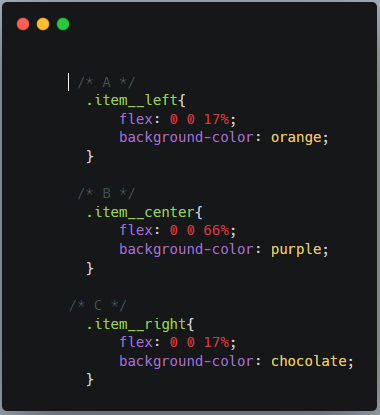 /* A */
.item__left{
flex: 0 0 17%;
background-color: orange;
}
/* B */
.item__center{
flex: 0 0 66%;
background-color: purple;
}
/* C */
.item__right{
flex: 0 0 17%;
background-color: chocolate;
}